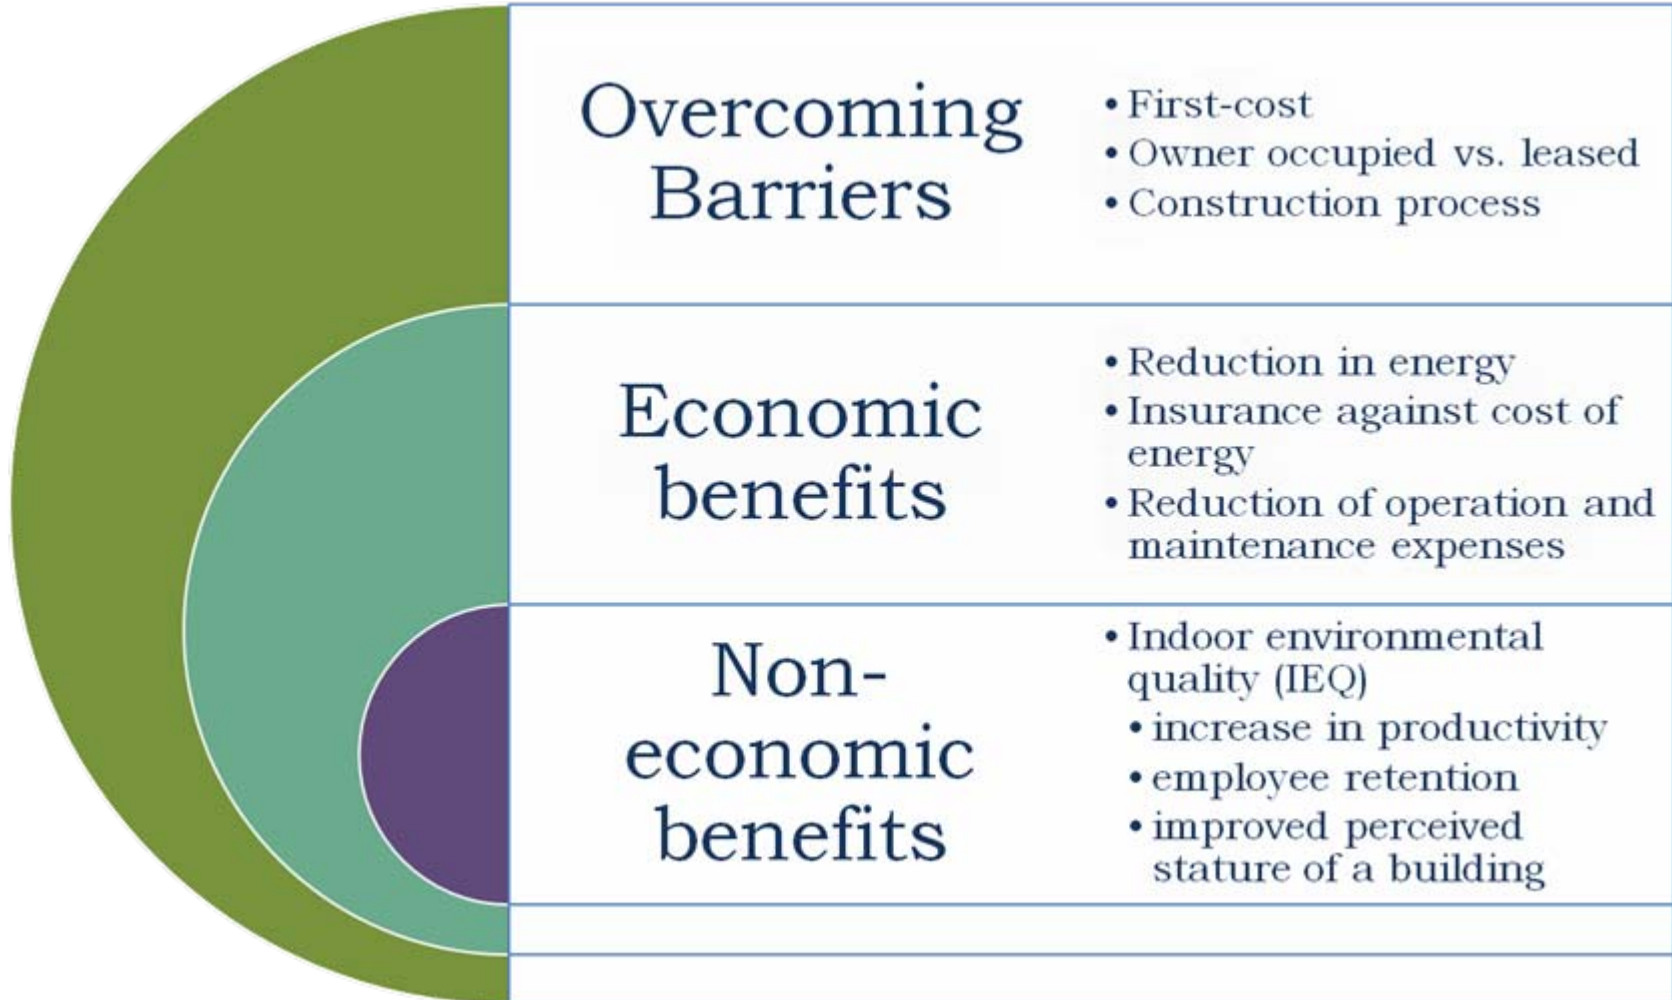 Overcoming
Barriers
• First-cost
• Owner occupied vs. leased
• Construction process
Economic
benefits
• Reduction in energy
• Insurance against cost of
energy
• Reduction of operation and
maintenance expenses
Non-
economic
benefits
• Indoor environmental
quality (IEQ)
• increase in productivity
• employee retention
• improved perceived
stature of a building